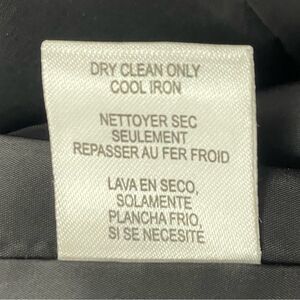 DRY CLEAN ONLY
COOL IRON
NETTOYER SEC
SEULEMENT
REPASSER AU FER FROID
LAVA EN SECO,
SOLAMENTE
PLANCHA FRIO,
SI SE NECESITE